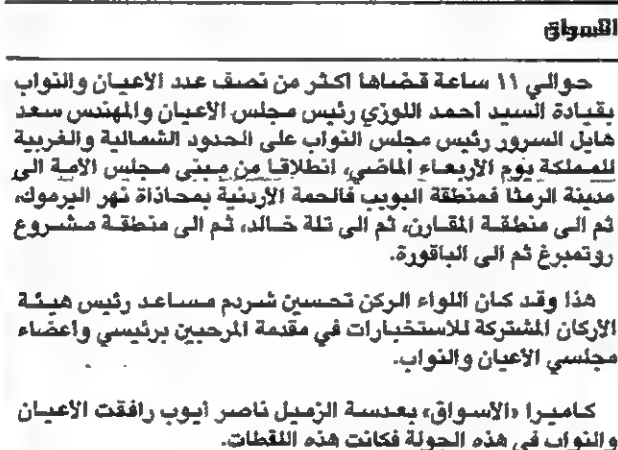 الأسواق
حوالي ١١ ساعة قضاها اكثر من نصف عدد الاعيان والنواب
بقيادة السيد احمد اللوزي رئيس مجلس الاعيان والمهندس سعد
هايل السرور رئيس مجلس النواب على الحدود الشمالية والغربية
للمملكة يوم الاربعاء الماضي، انطلاقا من مبنى مجلس الامة الى
مدينة الرمثا فمنطقة البويب فالحمة الأردنية بمحاذاة نهر اليرموك،
ثم الى منطقة المقارن، ثم الى تلة خالد، ثم الى منطقة مشروع
روتمبرغ ثم الى الباقورة.
هذا وقد كان اللواء الركن تحسين شردم مساعد رئيس هيئة
الأركان المشتركة للاستخبارات في مقدمة المرحبين برئيسي واعضاء
مجلسي الأعيان والنواب.
كاميرا «الأسواق» بعدسة الزميل ناصر أيوب رافقت الأعيان
والنواب في هذه الجولة فكانت هذه اللقطات.